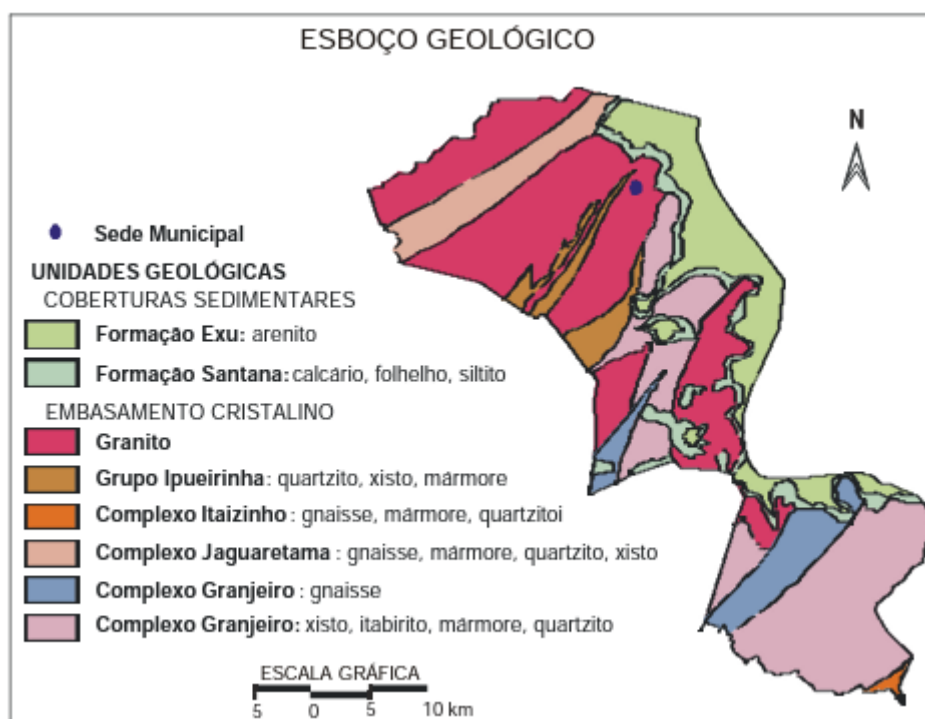 ESBOÇO GEOLÓGICO
N
Sede Municipal
UNIDADES GEOLÓGICAS
COBERTURAS SEDIMENTARES
Formação Exu: arenito
Formação Santana: calcário, folhelho, siltito
EMBASAMENTO CRISTALINO
Granito
Grupo Ipueirinha: quartzito, xisto, mármore
Complexo Itaizinho : gnaisse, mármore, quartzitoi
Complexo Jaguaretama : gnaisse, mármore, quartzito, xisto
Complexo Granjeiro : gnaisse
Complexo Granjeiro: xisto, itabirito, mármore, quartzito
ESCALA GRÁFICA
5 0 5 10 km